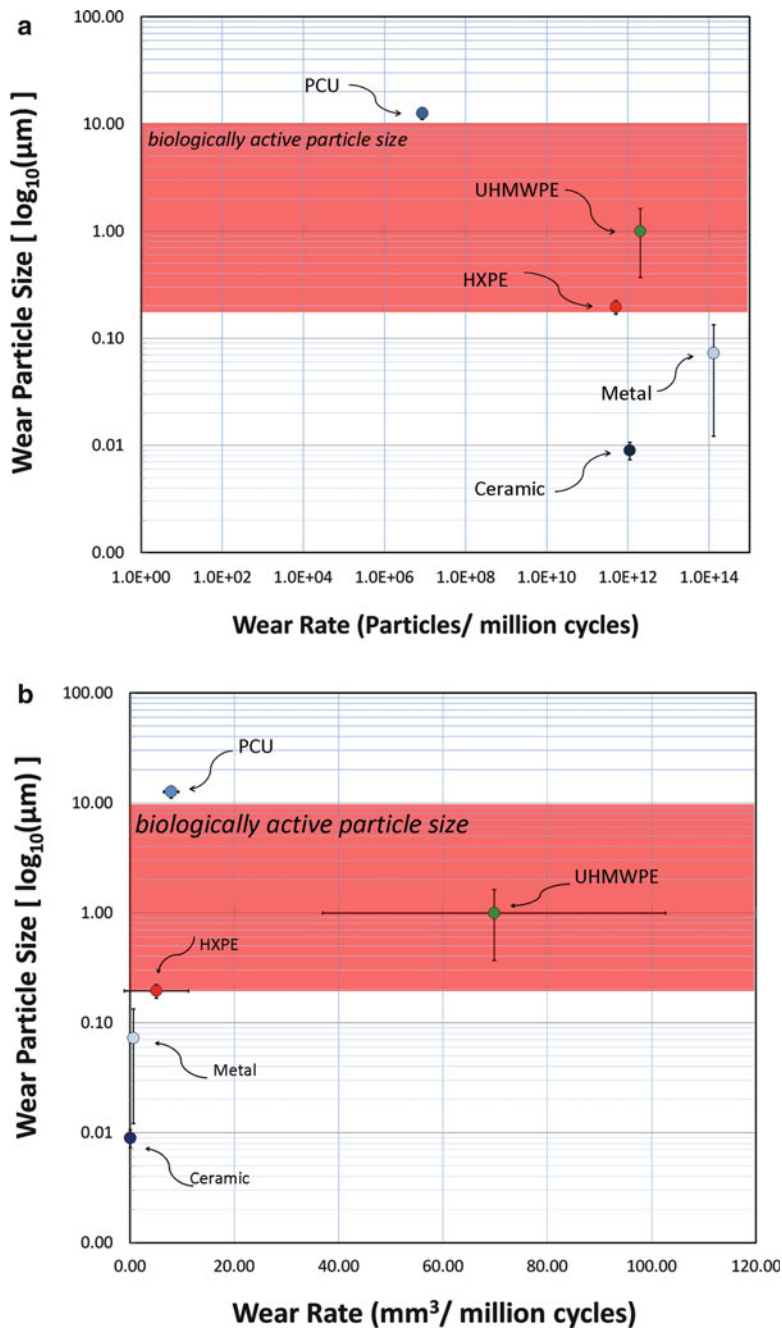 a
100.00
PCU
10.00
biologically active particle size
UHMWPE
1.00
HXPE
0.10
Metal
0.01
Ceramic
0.00
1.0E+00 1.0E+02 1.0E+04 1.0E+06 1.0E+08 1.0E+10 1.0E+12 1.0E+14
Wear Particle Size [ log₁₀(μm) ]
Wear Rate (Particles/ million cycles)
b
100.00
PCU
10.00
biologically active particle size
UHMWPE
1.00
HXPE
0.10
Metal
0.01
Ceramic
0.00
0.00 20.00 40.00 60.00 80.00 100.00 120.00
Wear Particle Size [ log₁₀(μm) ]
Wear Rate (mm³/ million cycles)